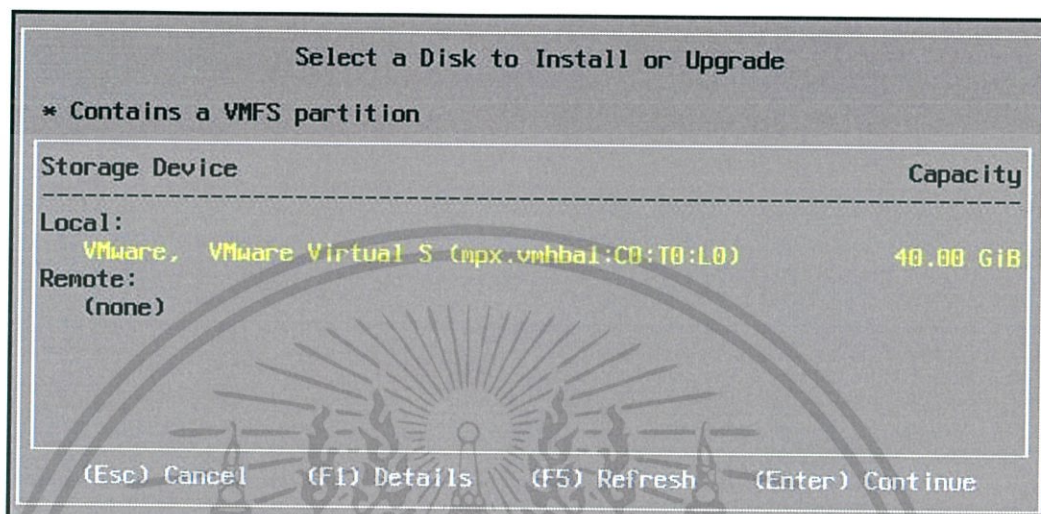 Select a Disk to Install or Upgrade
* Contains a VMFS partition
Storage Device Capacity
Local:
VMware, VMware Virtual S (mpx.vmhba1:C0:T0:L0) 40.00 GiB
Remote:
(none)
(Esc) Cancel (F1) Details (F5) Refresh (Enter) Continue